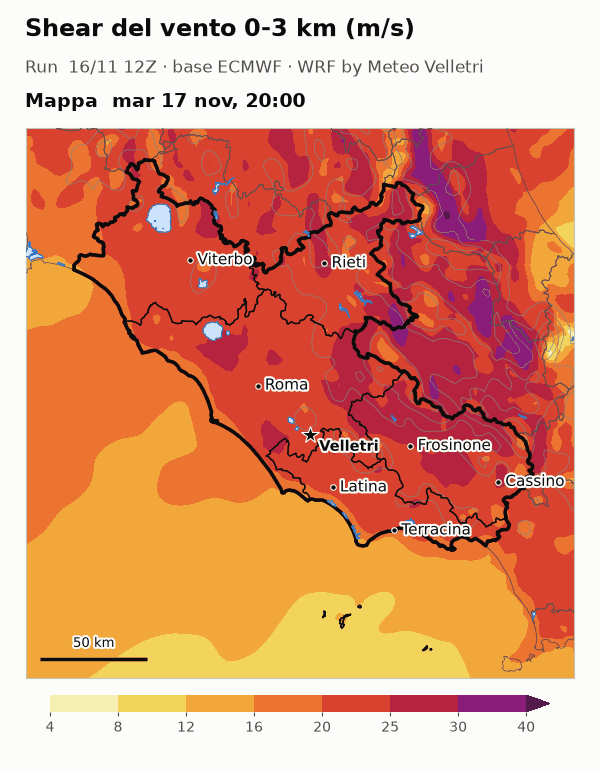 Shear del vento 0-3 km (m/s)
Run  16/11 12Z · base ECMWF · WRF by Meteo Velletri
Mappa  mar 17 nov, 20:00
Viterbo
Rieti
Roma
Velletri
Frosinone
Cassino
Latina
Terracina
50 km
4 8 12 16 20 25 30 40